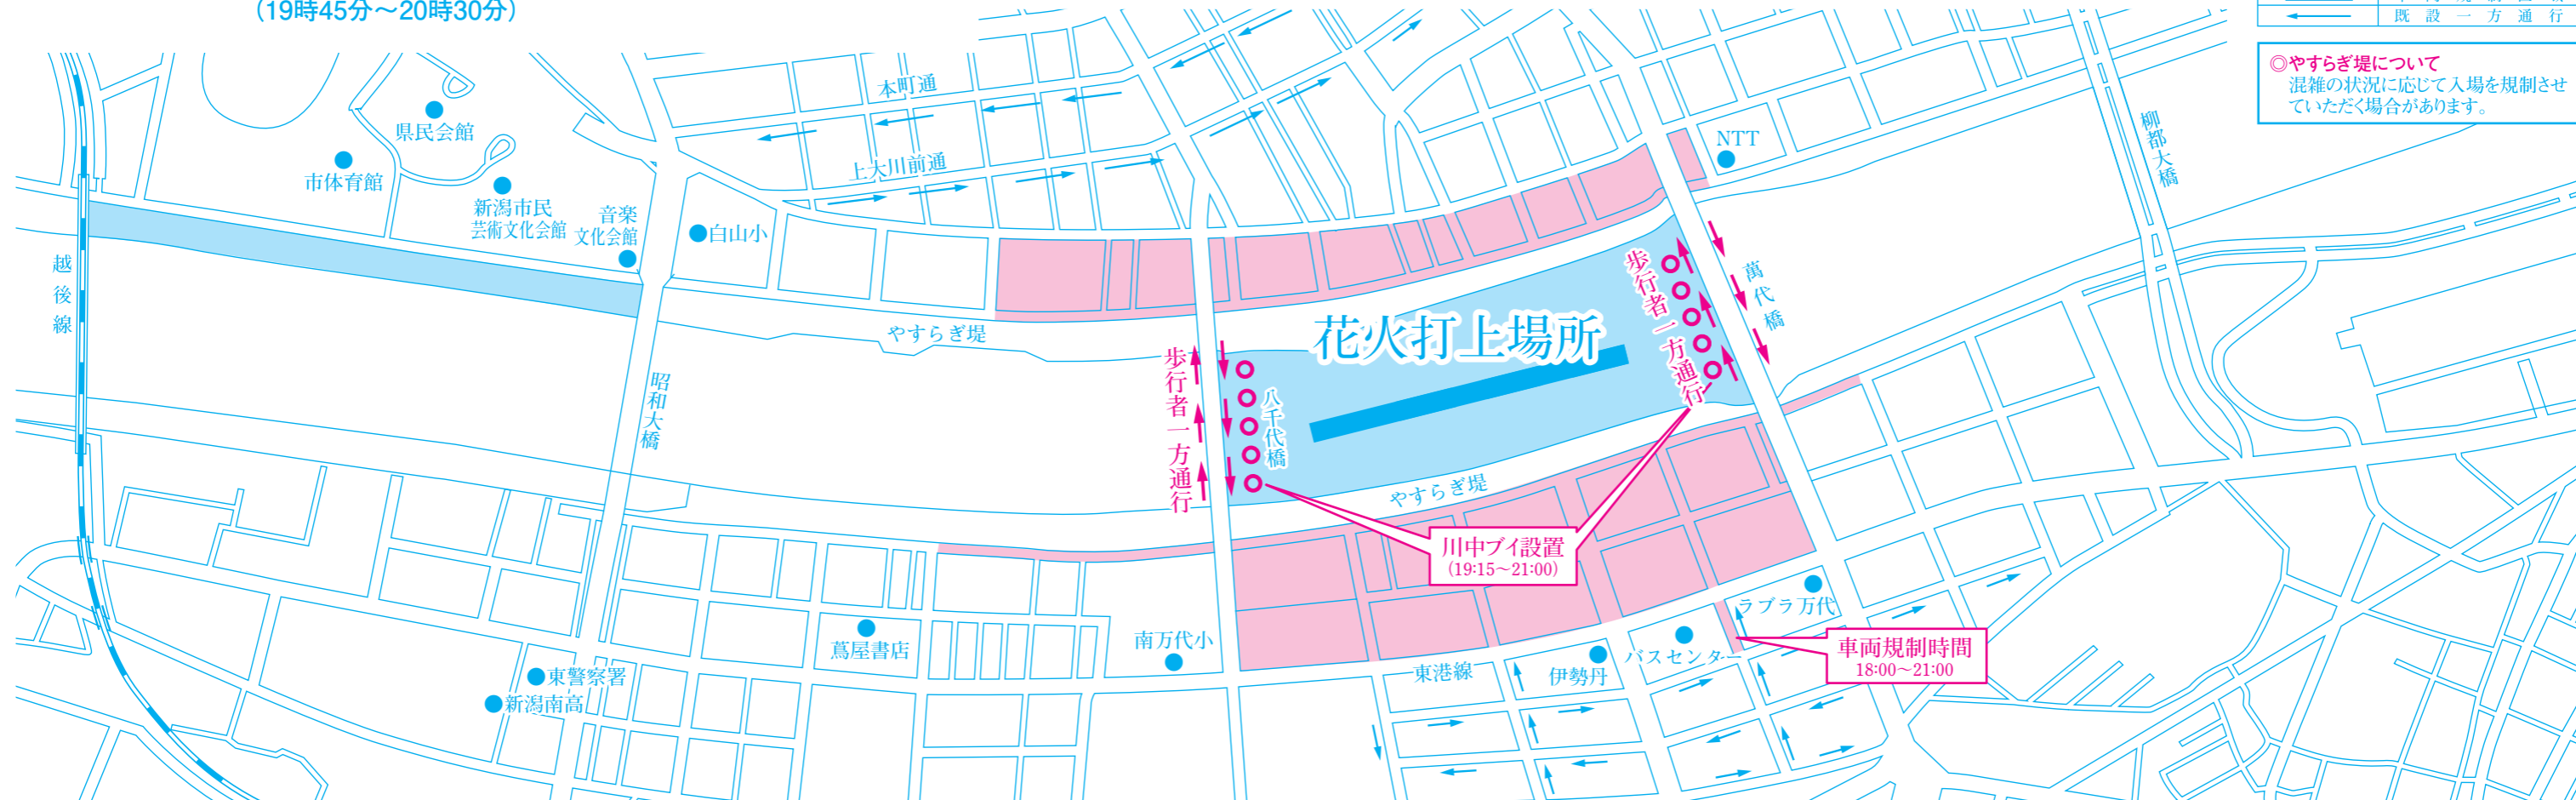 （19時45分～20時30分）
既設一方通行
◎やすらぎ堤について
混雑の状況に応じて入場を規制させ
ていただく場合があります。
本町通
上大川前通
県民会館
市体育館
新潟市民
芸術文化会館
音楽
文化会館
白山小
NTT
柳都大橋
越後線
昭和大橋
やすらぎ堤
花火打上場所
歩行者一方通行
萬代橋
歩行者一方通行
八千代橋
やすらぎ堤
川中ブイ設置
（19:15～21:00）
ラブラ万代
車両規制時間
18:00～21:00
バスセンター
伊勢丹
東港線
南万代小
蔦屋書店
東警察署
新潟南高